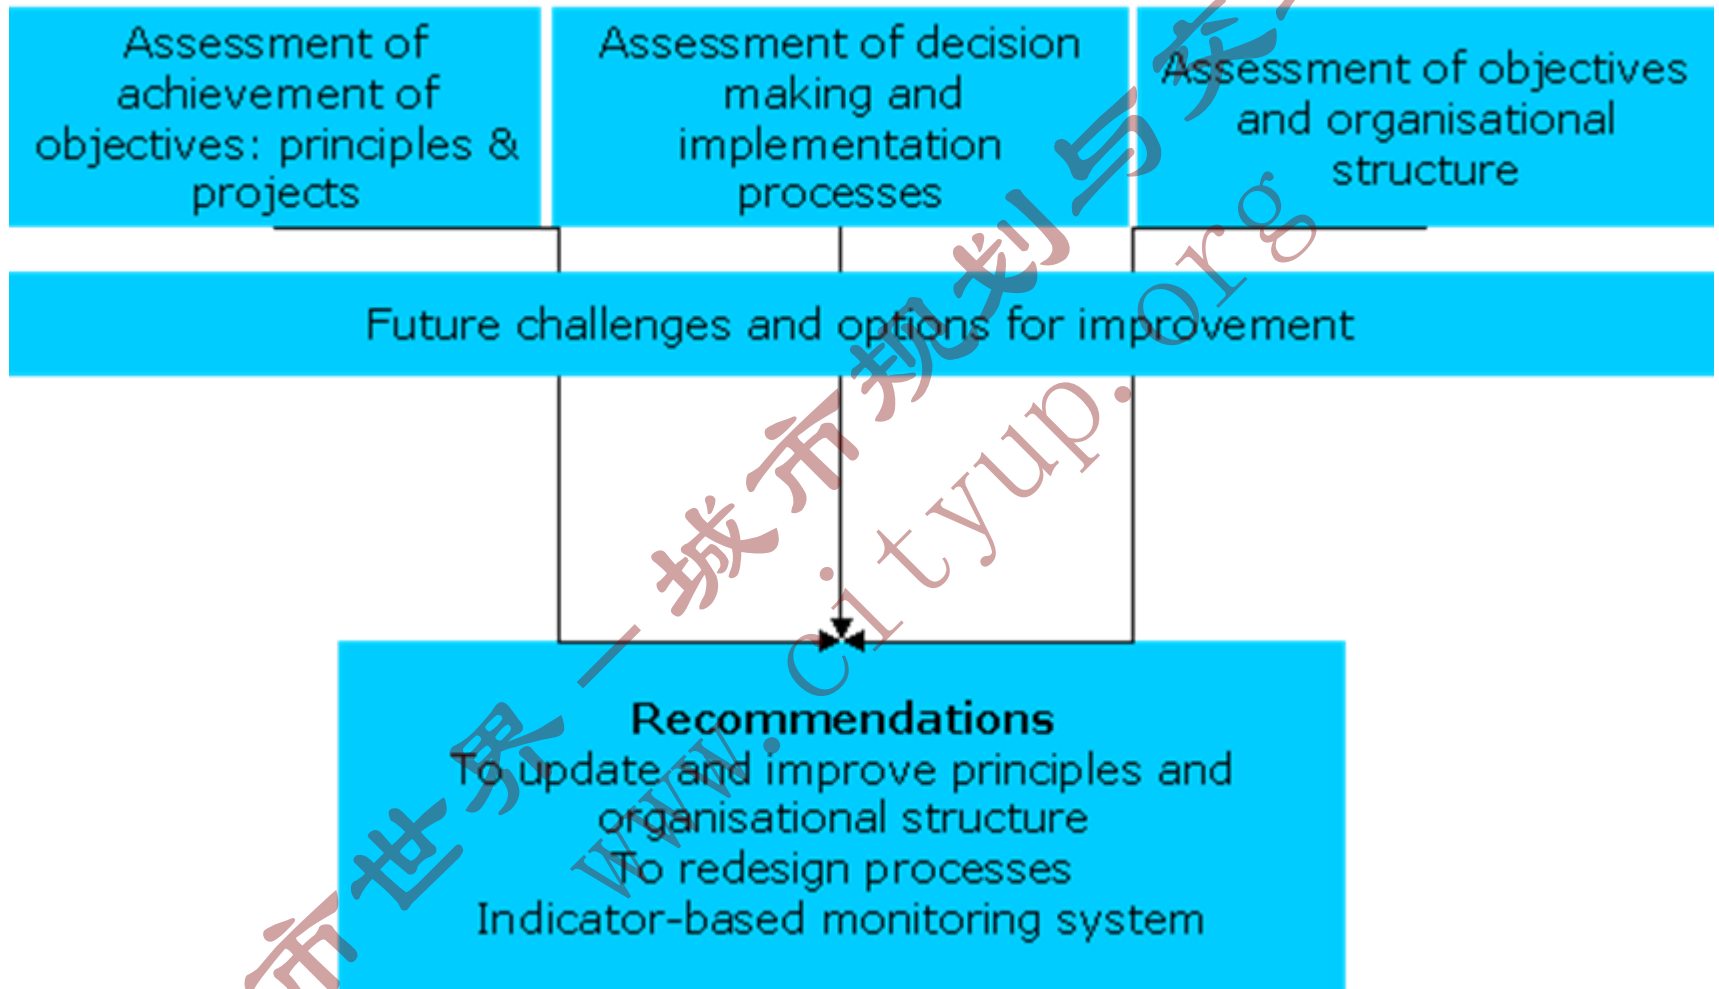 Assessment of
achievement of
objectives: principles &
projects
Assessment of decision
making and
implementation
processes
Assessment of objectives
and organisational
structure
Future challenges and options for improvement
Recommendations
To update and improve principles and
organisational structure
To redesign processes
Indicator-based monitoring system
市世界—城市规划与交
www.cityup.org